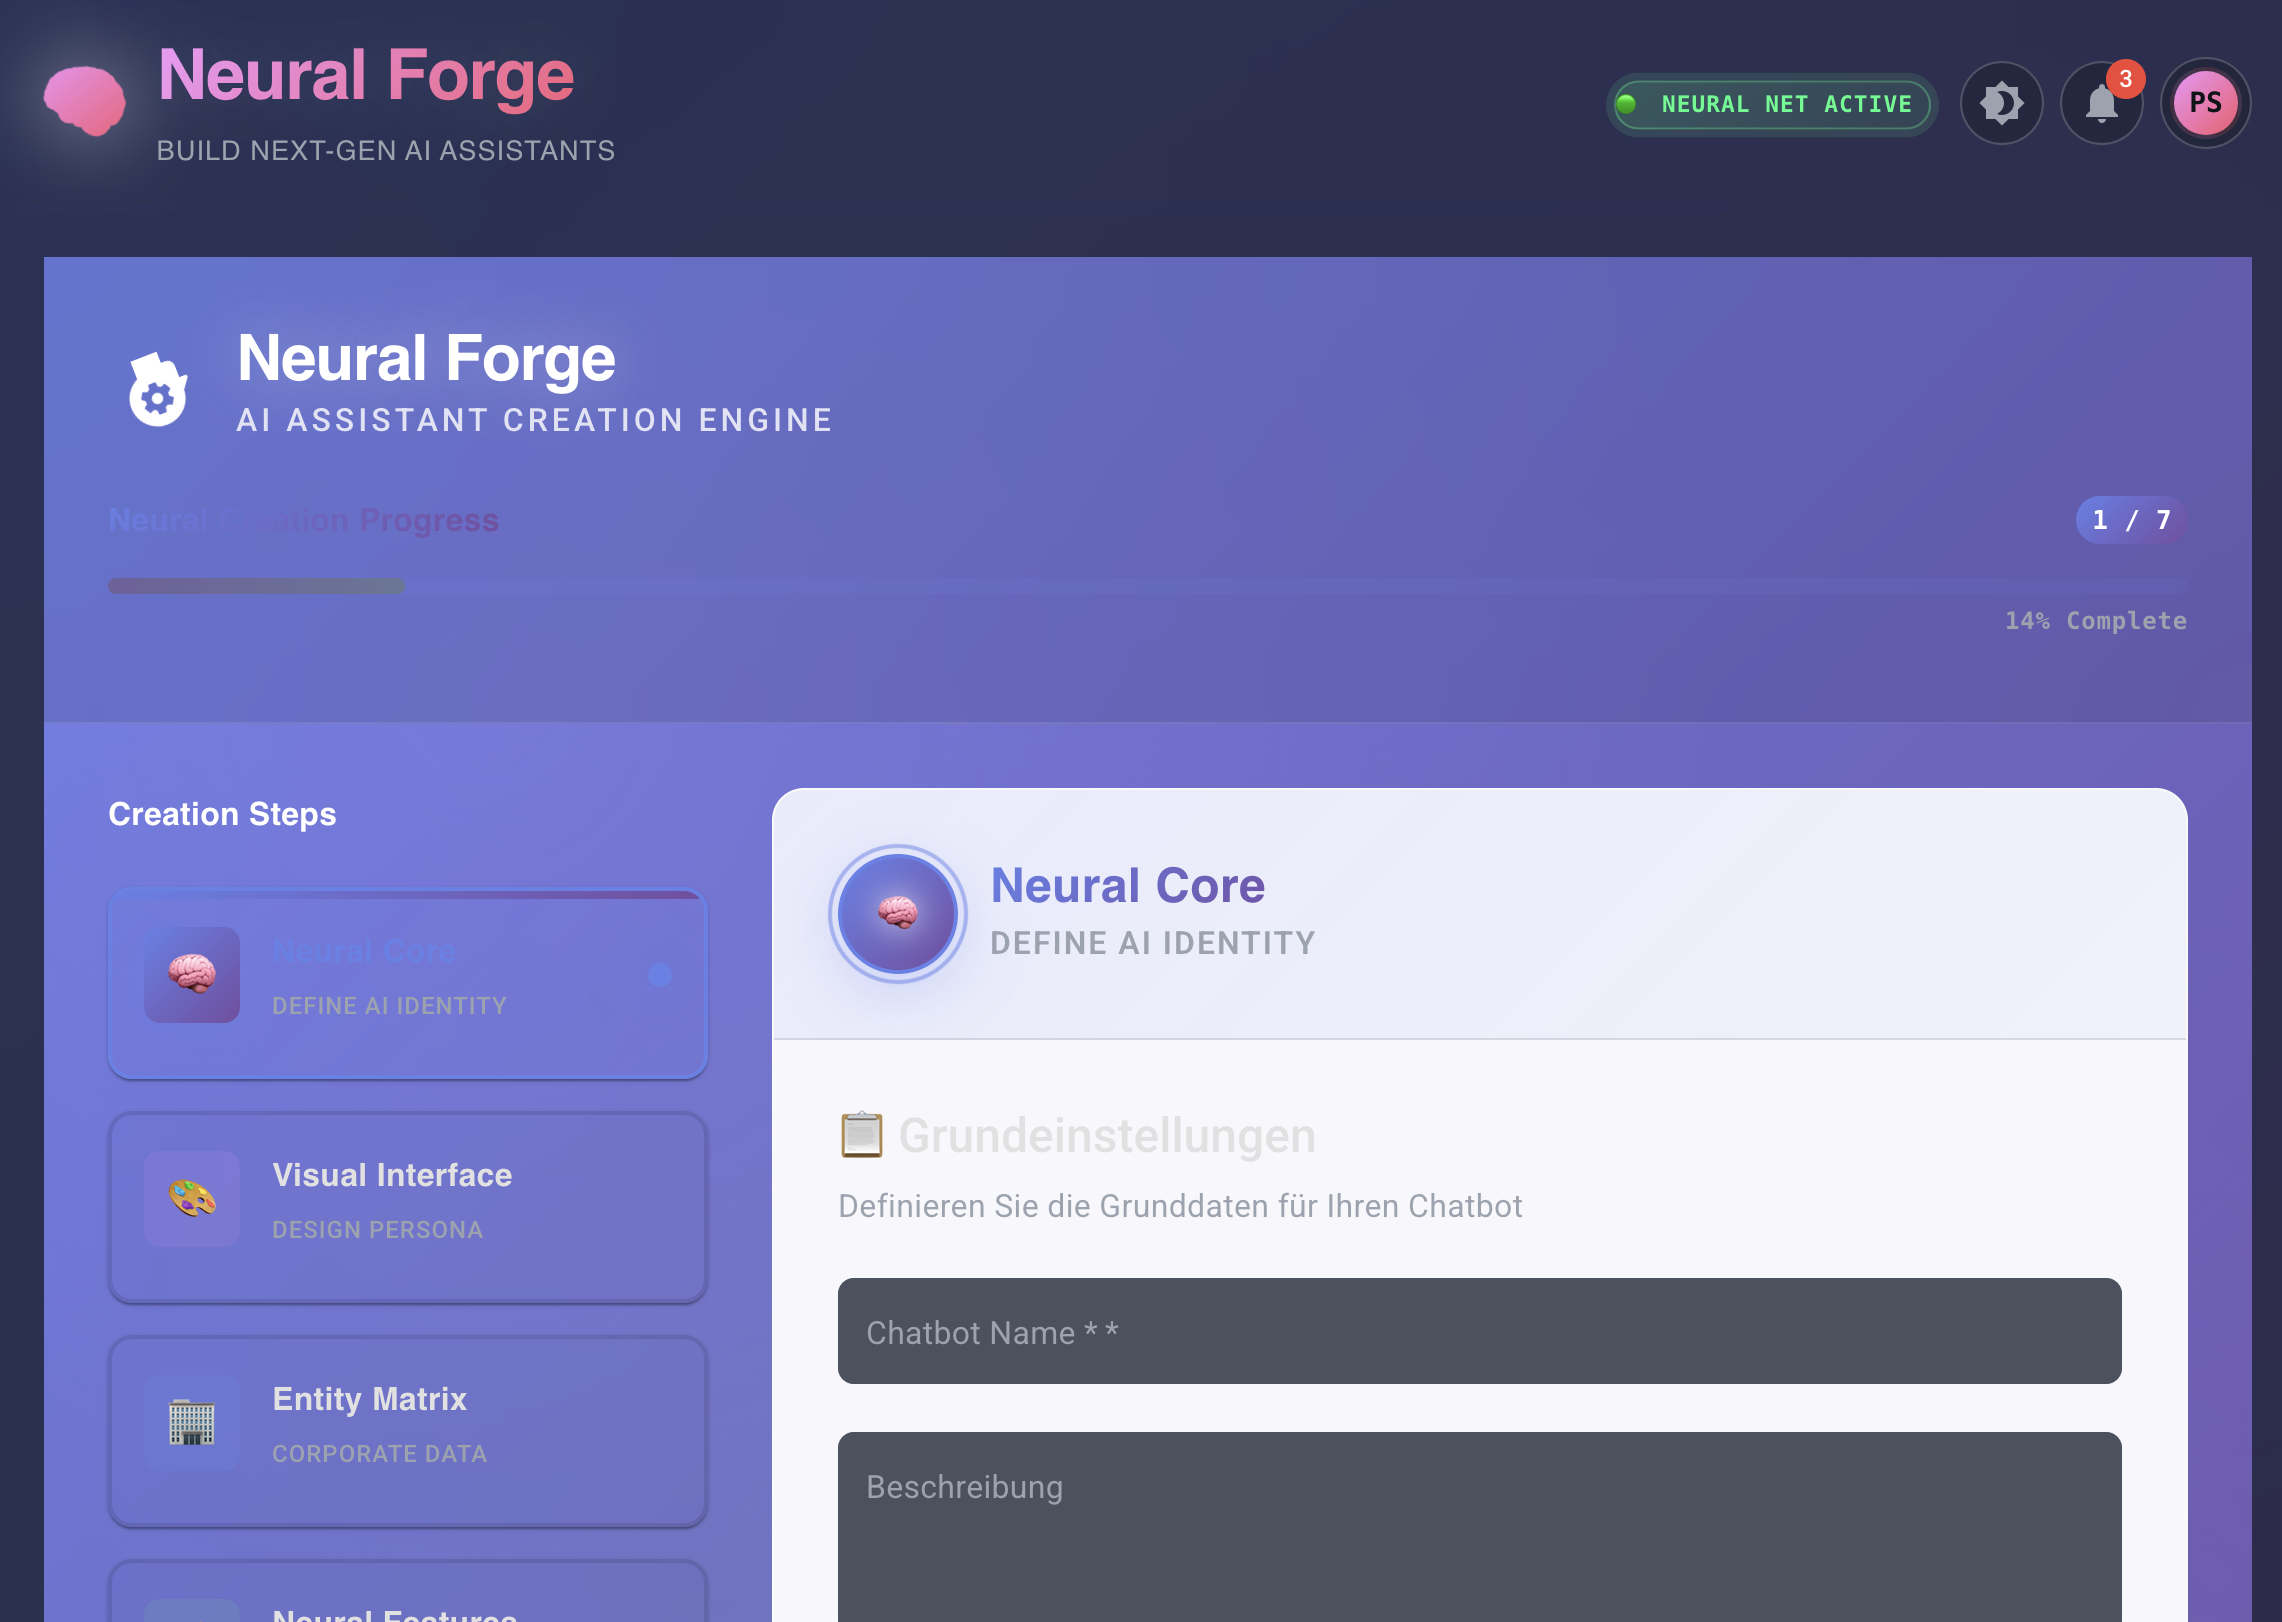 Neural Forge
BUILD NEXT-GEN AI ASSISTANTS
NEURAL NET ACTIVE
3
PS
Neural Forge
AI ASSISTANT CREATION ENGINE
Neural Creation Progress
1 / 7
14% Complete
Creation Steps
Neural Core
DEFINE AI IDENTITY
Visual Interface
DESIGN PERSONA
Entity Matrix
CORPORATE DATA
Neural Features
Neural Core
DEFINE AI IDENTITY
Grundeinstellungen
Definieren Sie die Grunddaten für Ihren Chatbot
Chatbot Name * *
Beschreibung